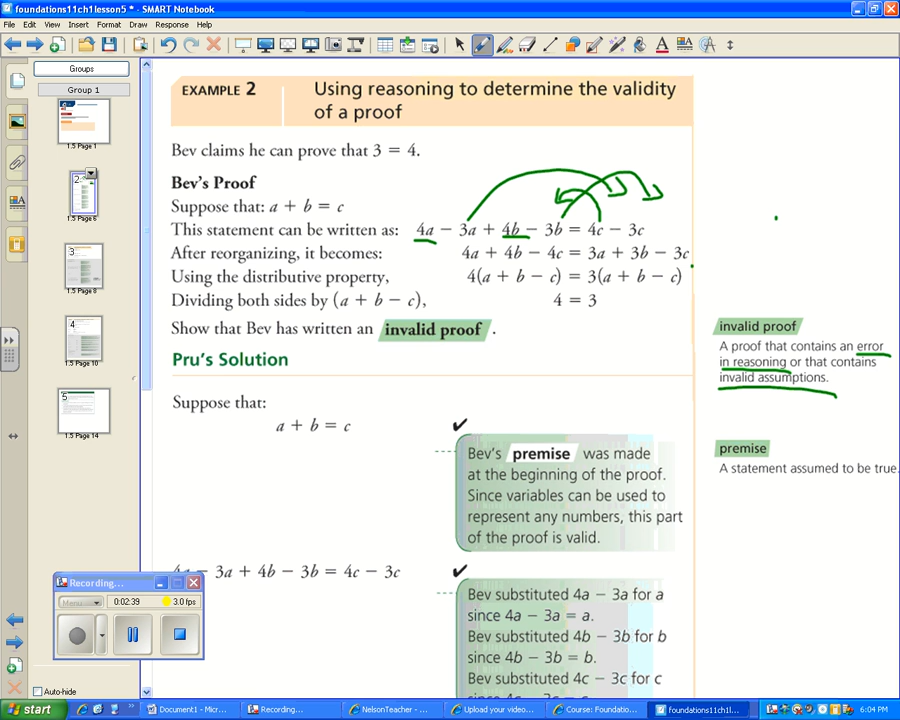 foundations11ch1lesson5 * - SMART Notebook
File Edit View Insert Format Tools Draw Response Help
Groups
Group 1
1.5 Page 1
2
1.5 Page 6
3
1.5 Page 8
4
1.5 Page 10
5
1.5 Page 14
EXAMPLE 2 Using reasoning to determine the validity
of a proof
Bev claims he can prove that 3 = 4.
Bev's Proof
Suppose that: a + b = c
This statement can be written as: 4a − 3a + 4b − 3b = 4c − 3c
After reorganizing, it becomes: 4a + 4b − 4c = 3a + 3b − 3c
Using the distributive property, 4(a + b − c) = 3(a + b − c)
Dividing both sides by (a + b − c), 4 = 3
Show that Bev has written an invalid proof .
invalid proof
A proof that contains an error
in reasoning or that contains
invalid assumptions.
Pru's Solution
Suppose that:
a + b = c ✔
Bev's premise was made
at the beginning of the proof.
Since variables can be used to
represent any numbers, this part
of the proof is valid.
premise
A statement assumed to be true.
4a − 3a + 4b − 3b = 4c − 3c ✔
Bev substituted 4a − 3a for a
since 4a − 3a = a.
Bev substituted 4b − 3b for b
since 4b − 3b = b.
Bev substituted 4c − 3c for c
Recording...
Menu 0:02:39 3.0 fps
Auto-hide
start
Document1 - Micr...
Recording...
NelsonTeacher - ...
Upload your video...
Course: Foundatio...
foundations11ch1l...
6:04 PM